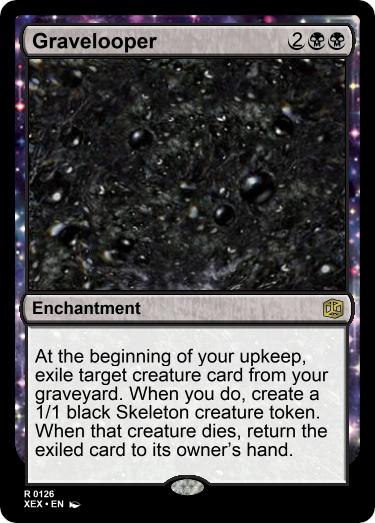 Gravelooper 2
Enchantment
At the beginning of your upkeep,
exile target creature card from your
graveyard. When you do, create a
1/1 black Skeleton creature token.
When that creature dies, return the
exiled card to its owner’s hand.
R 0126
XEX • EN